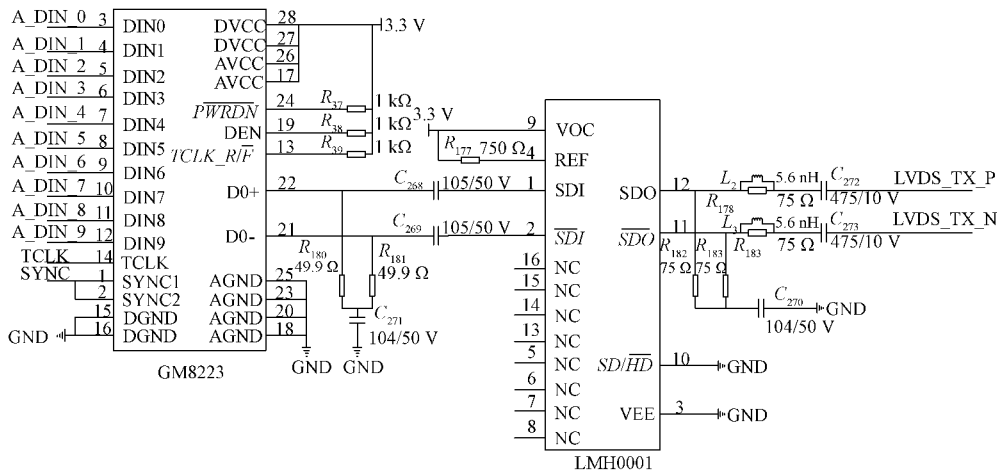 A_DIN_0 3 DIN0 DVCC 28 3.3 V
A_DIN_1 4 DIN1 DVCC 27
A_DIN_2 5 DIN2 AVCC 26
A_DIN_3 6 DIN3 AVCC 17
A_DIN_4 7 DIN4 PWRDN 24 R37 1 kΩ
A_DIN_5 8 DIN5 DEN 19 R38 1 kΩ
A_DIN_6 9 DIN6 TCLK_R/F 13 R39 1 kΩ
A_DIN_7 10 DIN7 D0+ 22 C268 105/50 V
A_DIN_8 11 DIN8
A_DIN_9 12 DIN9 D0- 21 C269 105/50 V
TCLK 14 TCLK R180 49.9 Ω R181 49.9 Ω
SYNC 1 SYNC1 AGND 25
2 SYNC2 AGND 23
15 DGND AGND 20
GND 16 DGND AGND 18
C271 104/50 V
GND GND
GM8223
3.3 V 9 VOC
R177 750 Ω 4 REF
1 SDI SDO 12 L2 5.6 nH C272 LVDS_TX_P
R178 75 Ω 475/10 V
2 SDI SDO 11 L3 5.6 nH C273 LVDS_TX_N
R183 75 Ω 475/10 V
R182 75 Ω R183 75 Ω
16 NC
15 NC
C270 104/50 V GND
14 NC
13 NC
5 NC SD/HD 10 GND
6 NC
7 NC VEE 3 GND
8 NC
LMH0001